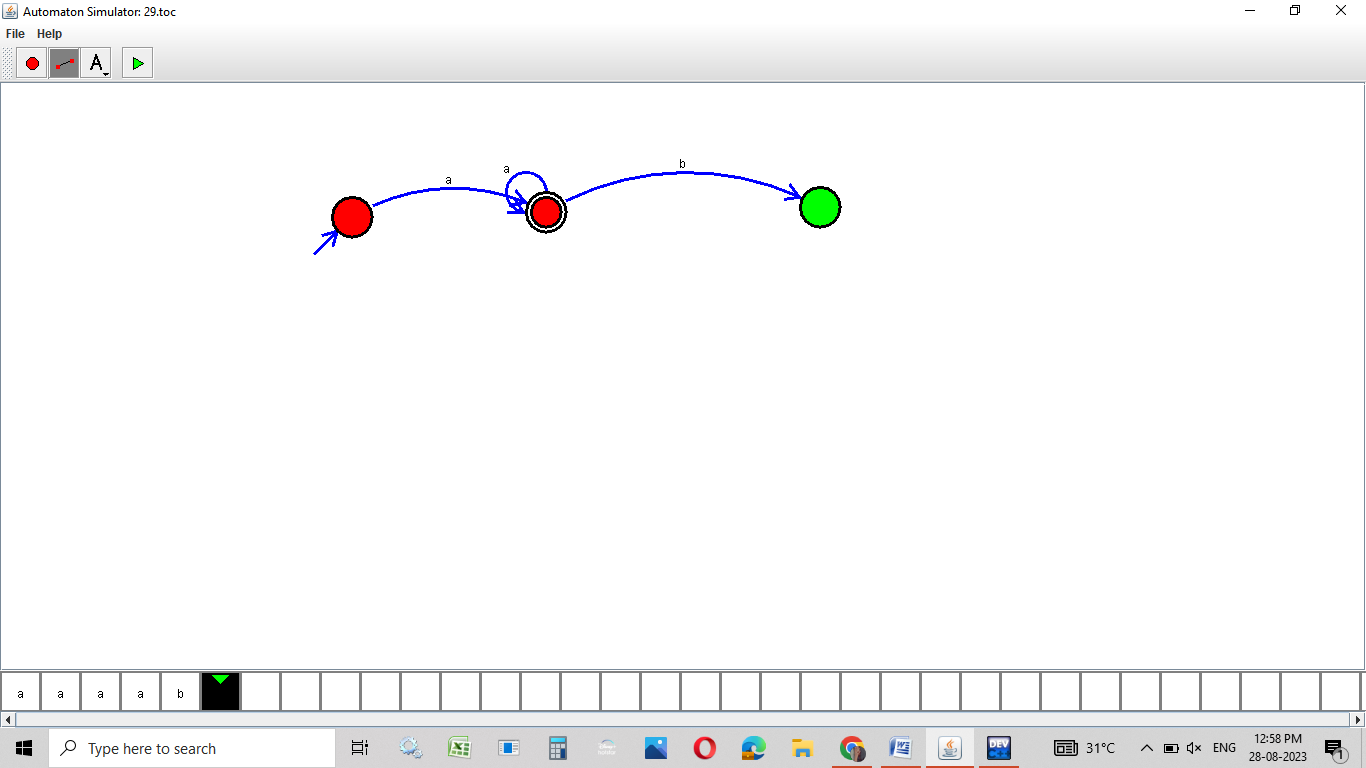 Automaton Simulator: 29.toc
File Help
A
a
a
b
a a a a b
Type here to search
DEV
31°C
ENG
12:58 PM
28-08-2023
1